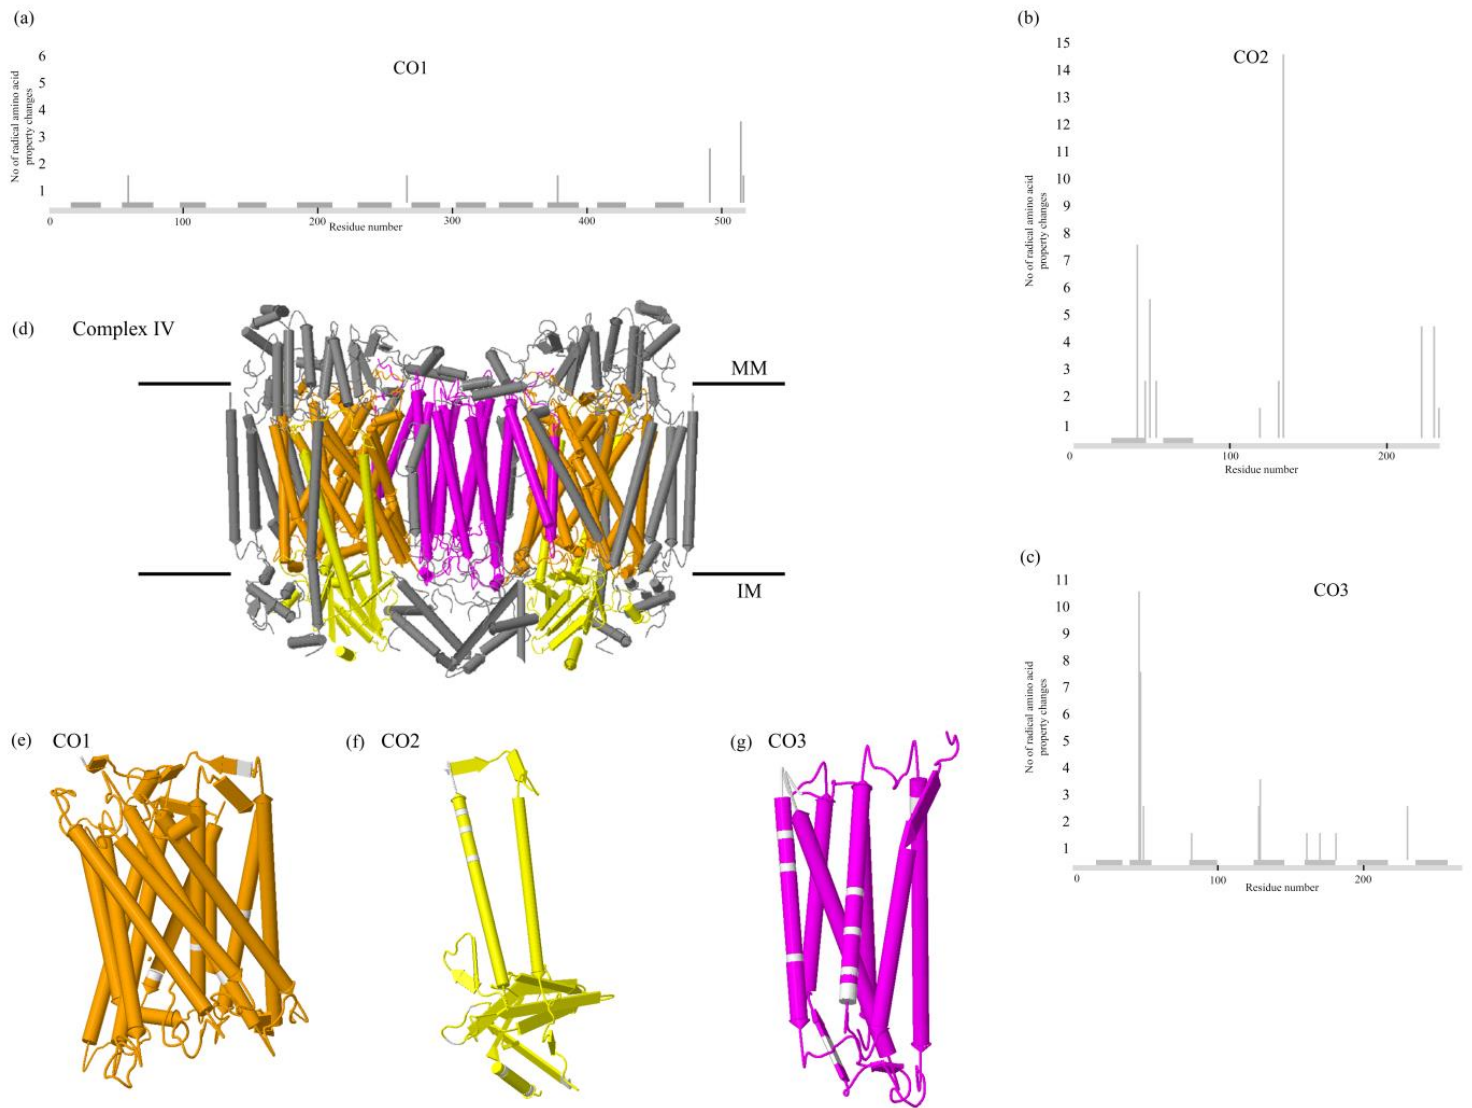 (a)
CO1
No of radical amino acid
property changes
6
5
4
3
2
1
0
100
200
300
400
500
Residue number
(b)
CO2
No of radical amino acid
property changes
15
14
13
12
11
10
9
8
7
6
5
4
3
2
1
0
100
200
Residue number
(c)
CO3
No of radical amino acid
property changes
11
10
9
8
7
6
5
4
3
2
1
0
100
200
Residue number
(d)
Complex IV
MM
IM
(e) CO1
(f) CO2
(g) CO3